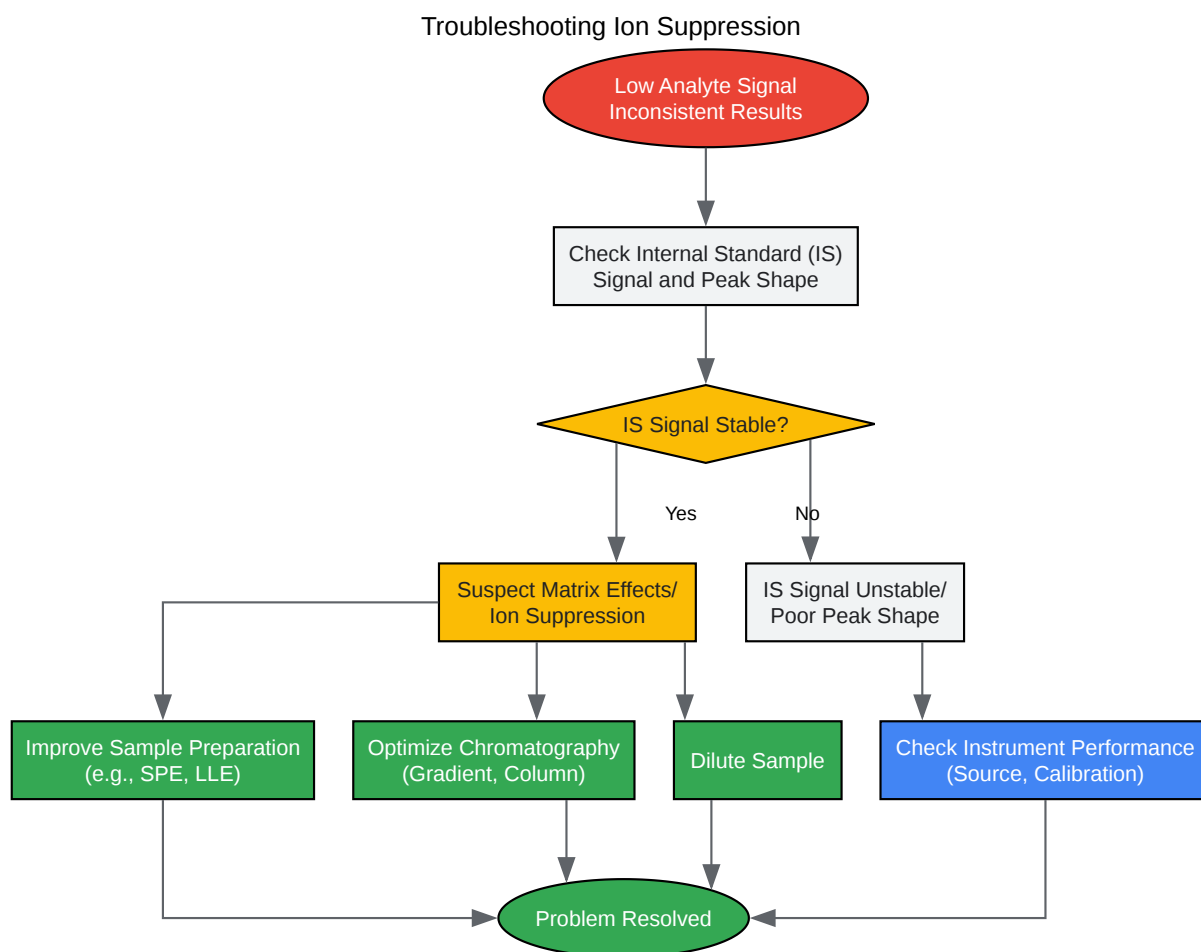 Troubleshooting Ion Suppression
Low Analyte Signal
Inconsistent Results
Check Internal Standard (IS)
Signal and Peak Shape
IS Signal Stable?
Yes
No
Suspect Matrix Effects/
Ion Suppression
IS Signal Unstable/
Poor Peak Shape
Improve Sample Preparation
(e.g., SPE, LLE)
Optimize Chromatography
(Gradient, Column)
Dilute Sample
Check Instrument Performance
(Source, Calibration)
Problem Resolved